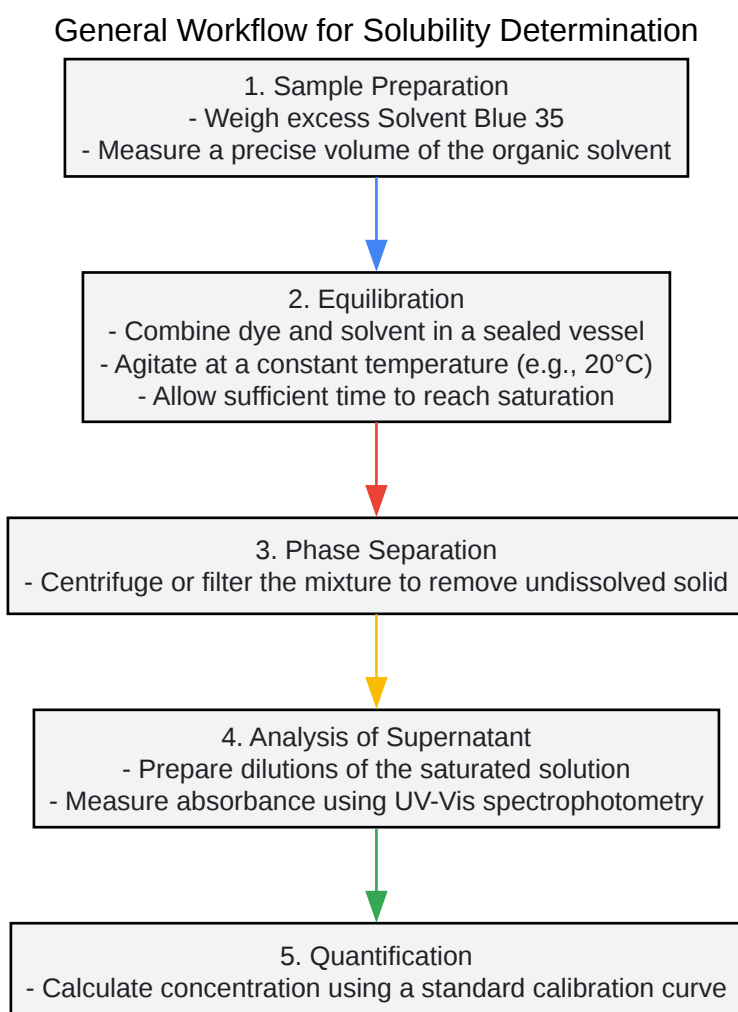 General Workflow for Solubility Determination
1. Sample Preparation
- Weigh excess Solvent Blue 35
- Measure a precise volume of the organic solvent
2. Equilibration
- Combine dye and solvent in a sealed vessel
- Agitate at a constant temperature (e.g., 20°C)
- Allow sufficient time to reach saturation
3. Phase Separation
- Centrifuge or filter the mixture to remove undissolved solid
4. Analysis of Supernatant
- Prepare dilutions of the saturated solution
- Measure absorbance using UV-Vis spectrophotometry
5. Quantification
- Calculate concentration using a standard calibration curve